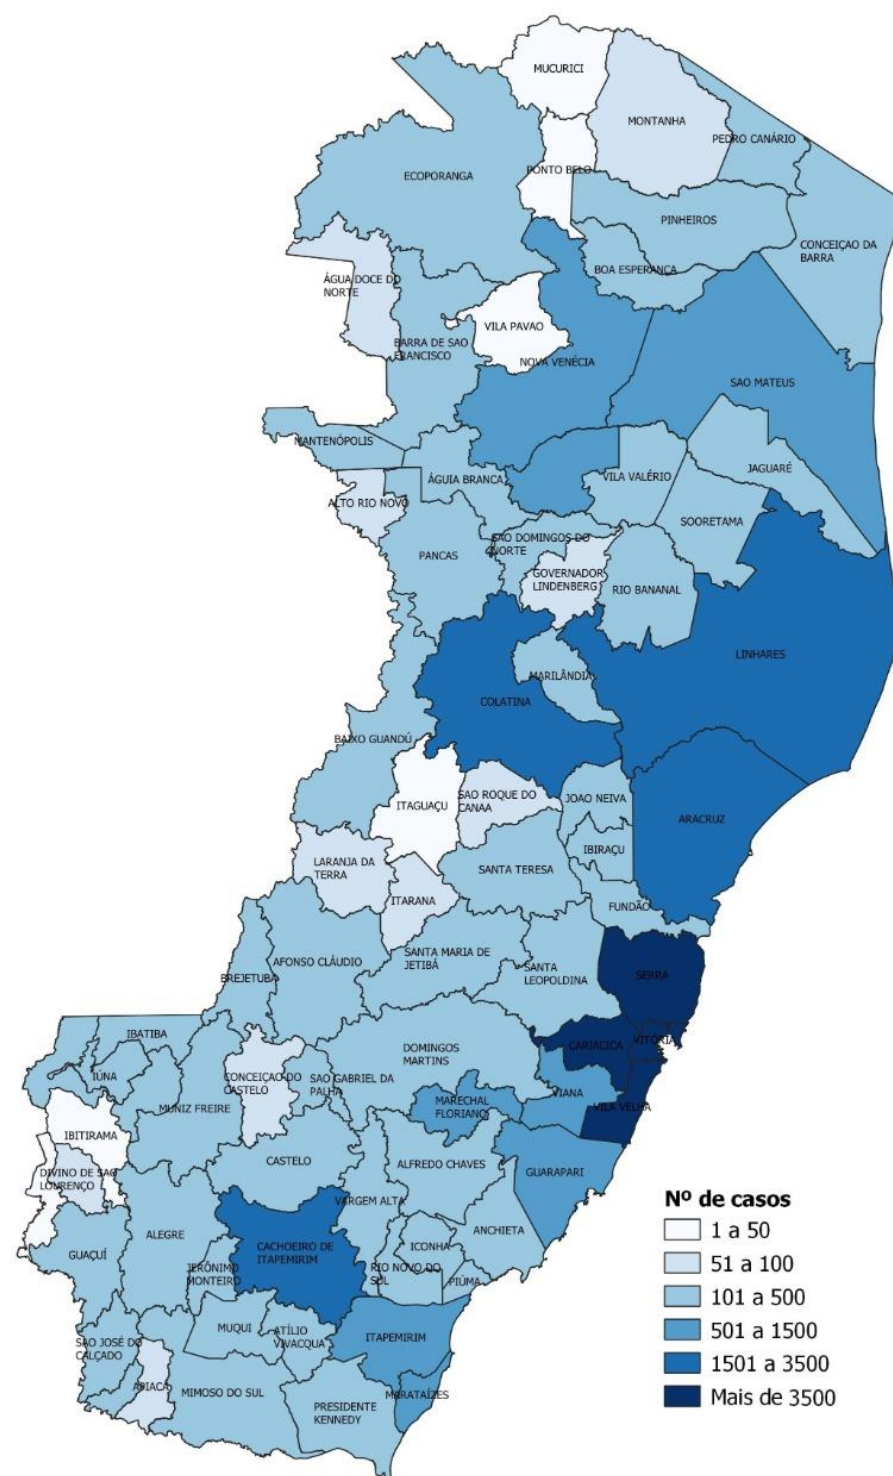 MUCURICI
MONTANHA
PEDRO CANÁRIO
PONTO BELO
ECOPORANGA
PINHEIROS
CONCEIÇAO DA
BARRA
BOA ESPERANÇA
ÁGUA DOCE DO
NORTE
VILA PAVAO
BARRA DE SAO
FRANCISCO
NOVA VENÉCIA
SAO MATEUS
MANTENÓPOLIS
JAGUARÉ
ÁGUIA BRANCA
VILA VALÉRIO
ALTO RIO NOVO
SOORETAMA
SAO DOMINGOS DO
NORTE
PANCAS
GOVERNADOR
LINDENBERG
RIO BANANAL
LINHARES
MARILÂNDIA
COLATINA
BAIXO GUANDÚ
ITAGUAÇU
SAO ROQUE DO
CANAA
JOAO NEIVA
ARACRUZ
IBIRAÇU
LARANJA DA
TERRA
SANTA TERESA
ITARANA
FUNDÃO
AFONSO CLÁUDIO
SANTA MARIA DE
JETIBÁ
SANTA
LEOPOLDINA
BREJETUBA
SERRA
IBATIBA
DOMINGOS
MARTINS
CARIACICA
VITÓRIA
IÚNA
CONCEIÇAO DO
CASTELO
SAO GABRIEL DA
PALHA
MUNIZ FREIRE
MARECHAL
FLORIANO
VIANA
VILA VELHA
IBITIRAMA
CASTELO
ALFREDO CHAVES
GUARAPARI
DIVINO DE SAO
LOURENÇO
VARGEM ALTA
ALEGRE
ANCHIETA
GUAÇUÍ
CACHOEIRO DE
ITAPEMIRIM
ICONHA
JERÔNIMO
MONTEIRO
RIO NOVO DO
SUL
PIÚMA
MUQUI
ATÍLIO
VIVACQUA
ITAPEMIRIM
SAO JOSÉ DO
CALÇADO
APIACA
MIMOSO DO SUL
PRESIDENTE
KENNEDY
MARATAÍZES
Nº de casos
1 a 50
51 a 100
101 a 500
501 a 1500
1501 a 3500
Mais de 3500